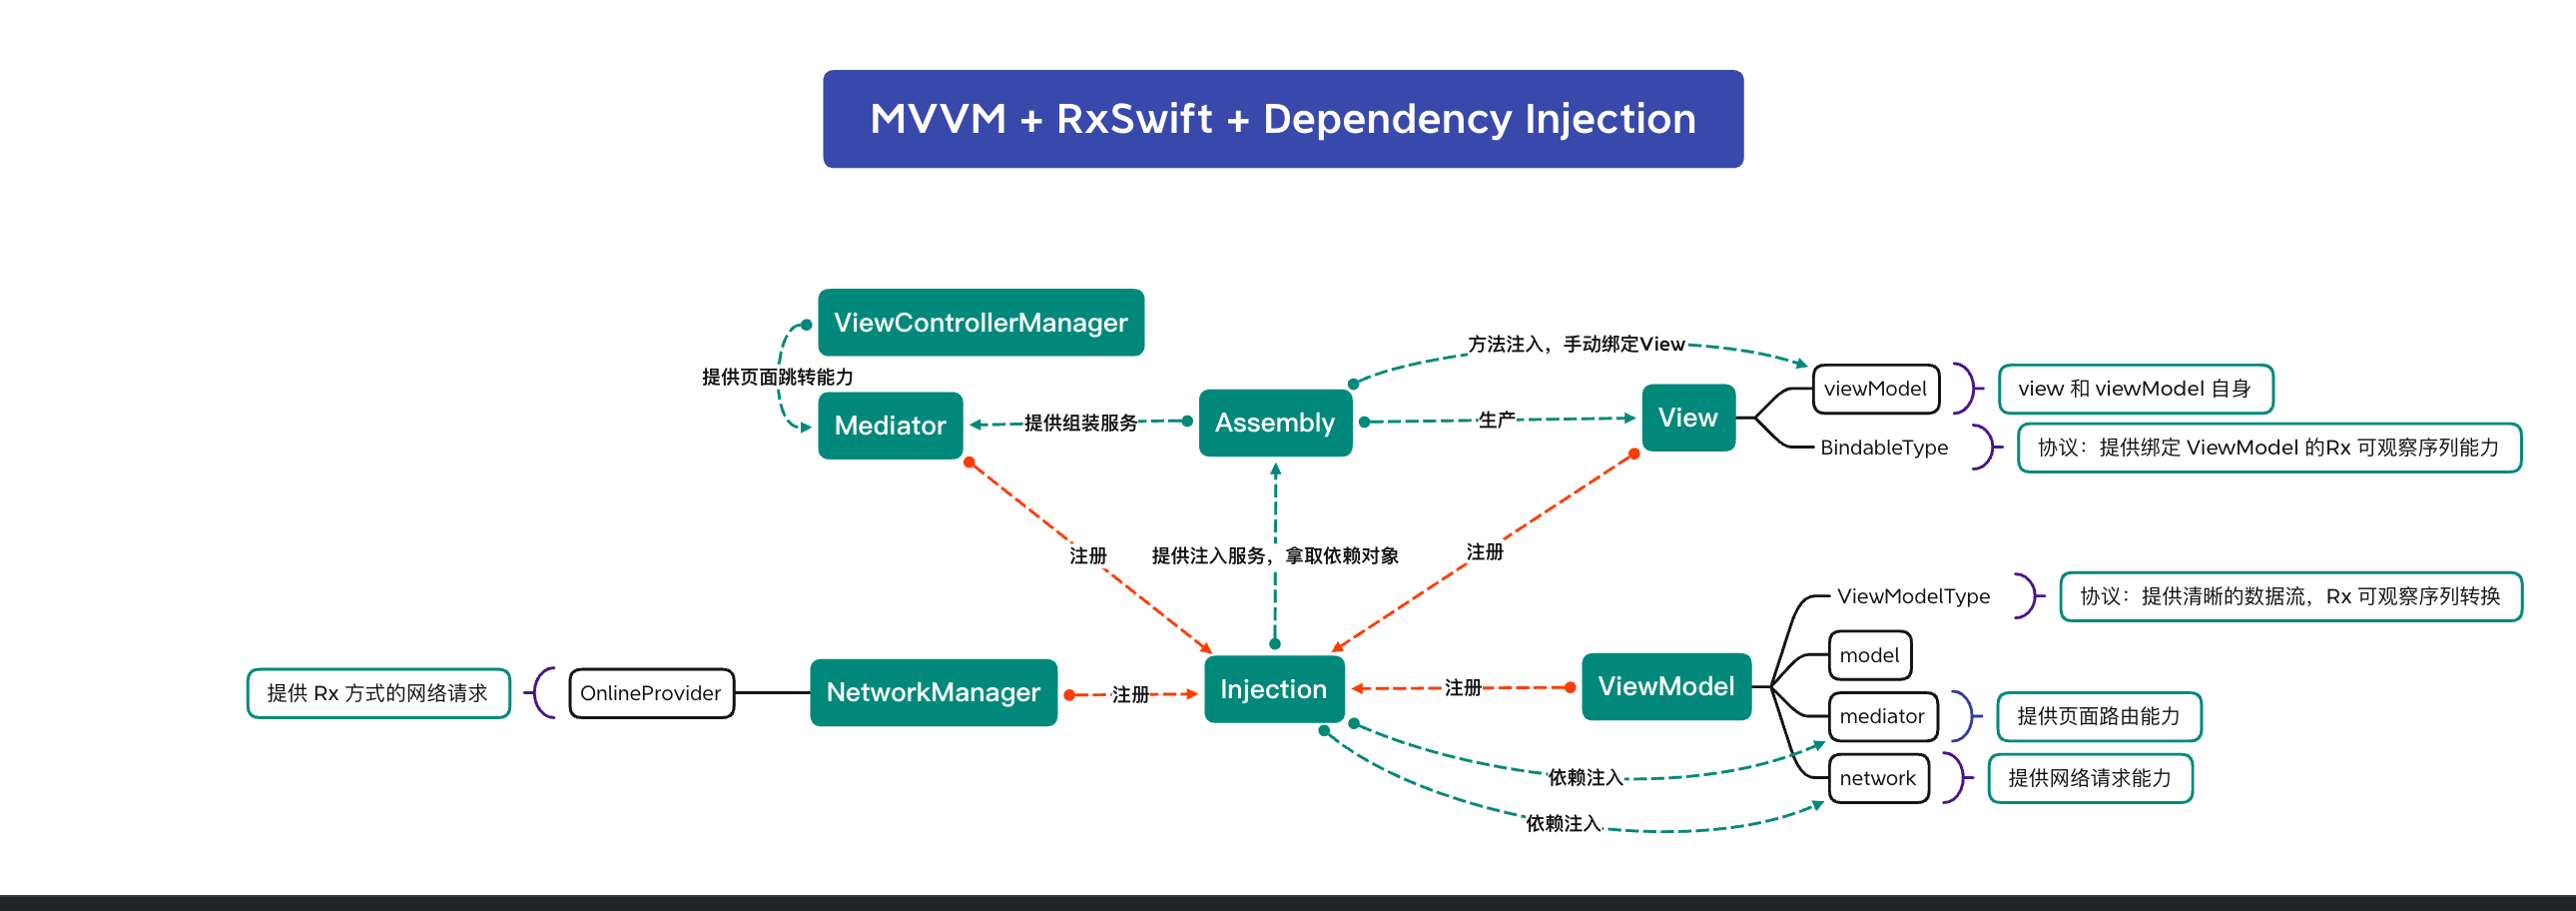 MVVM + RxSwift + Dependency Injection
ViewControllerManager
提供页面跳转能力
Mediator
提供组装服务
Assembly
方法注入，手动绑定View
生产
View
viewModel
view 和 viewModel 自身
BindableType
协议：提供绑定 ViewModel 的Rx 可观察序列能力
注册
提供注入服务，拿取依赖对象
注册
提供 Rx 方式的网络请求
OnlineProvider
NetworkManager
注册
Injection
注册
ViewModel
ViewModelType
协议：提供清晰的数据流，Rx 可观察序列转换
model
mediator
提供页面路由能力
network
提供网络请求能力
依赖注入
依赖注入